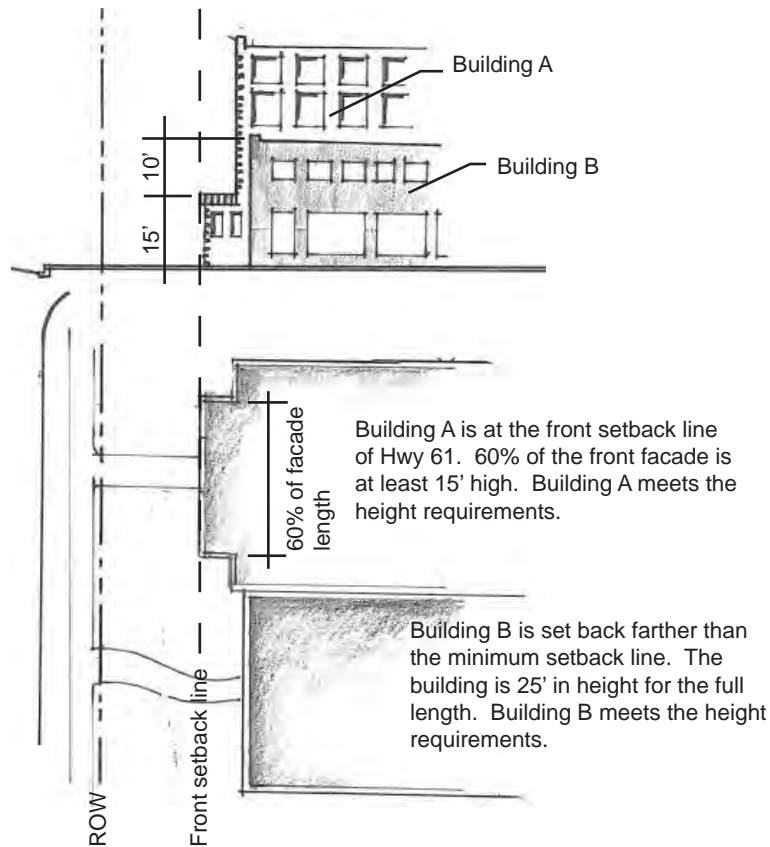 Building A
Building B
10’
15’
60% of facade
length
Building A is at the front setback line
of Hwy 61.  60% of the front facade is
at least 15’ high.  Building A meets the
height requirements.
Building B is set back farther than
the minimum setback line.  The
building is 25’ in height for the full
length.  Building B meets the height
requirements.
ROW
Front setback line